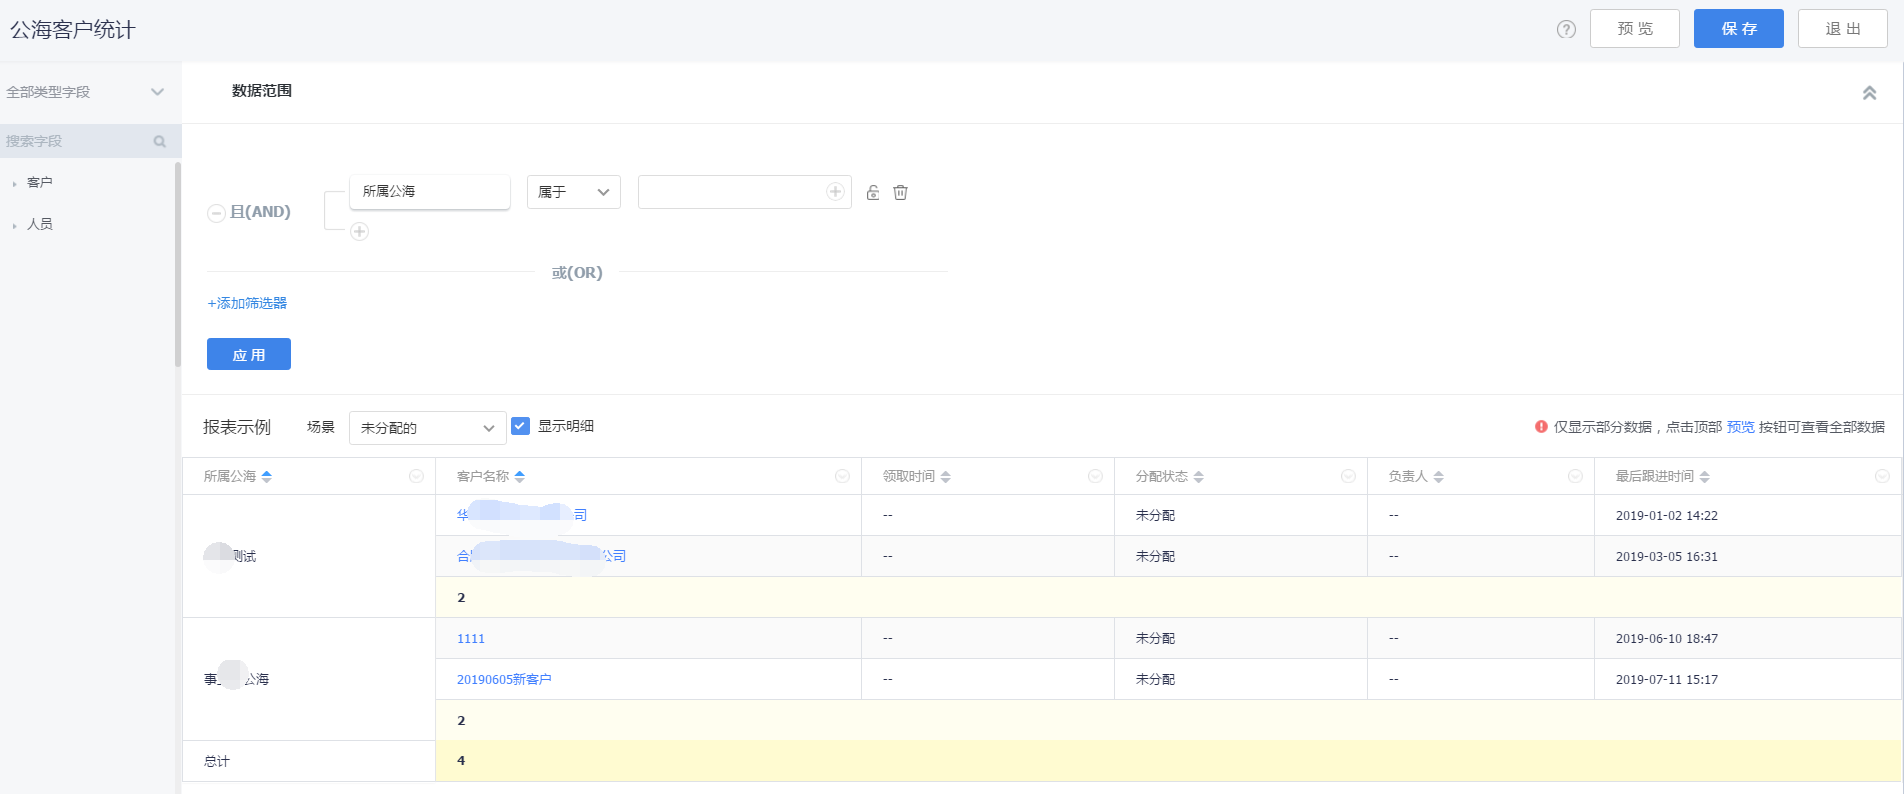 公海客户统计
预 览
保 存
退 出
全部类型字段
数据范围
搜索字段
客户
人员
且(AND)
所属公海
属于
或(OR)
+添加筛选器
应 用
报表示例
场景
未分配的
显示明细
仅显示部分数据，点击顶部 预览 按钮可查看全部数据
所属公海
客户名称
领取时间
分配状态
负责人
最后跟进时间
华
司
--
未分配
--
2019-01-02 14:22
测试
公司
--
未分配
--
2019-03-05 16:31
2
1111
--
未分配
--
2019-06-10 18:47
事
公海
20190605新客户
--
未分配
--
2019-07-11 15:17
2
总计
4